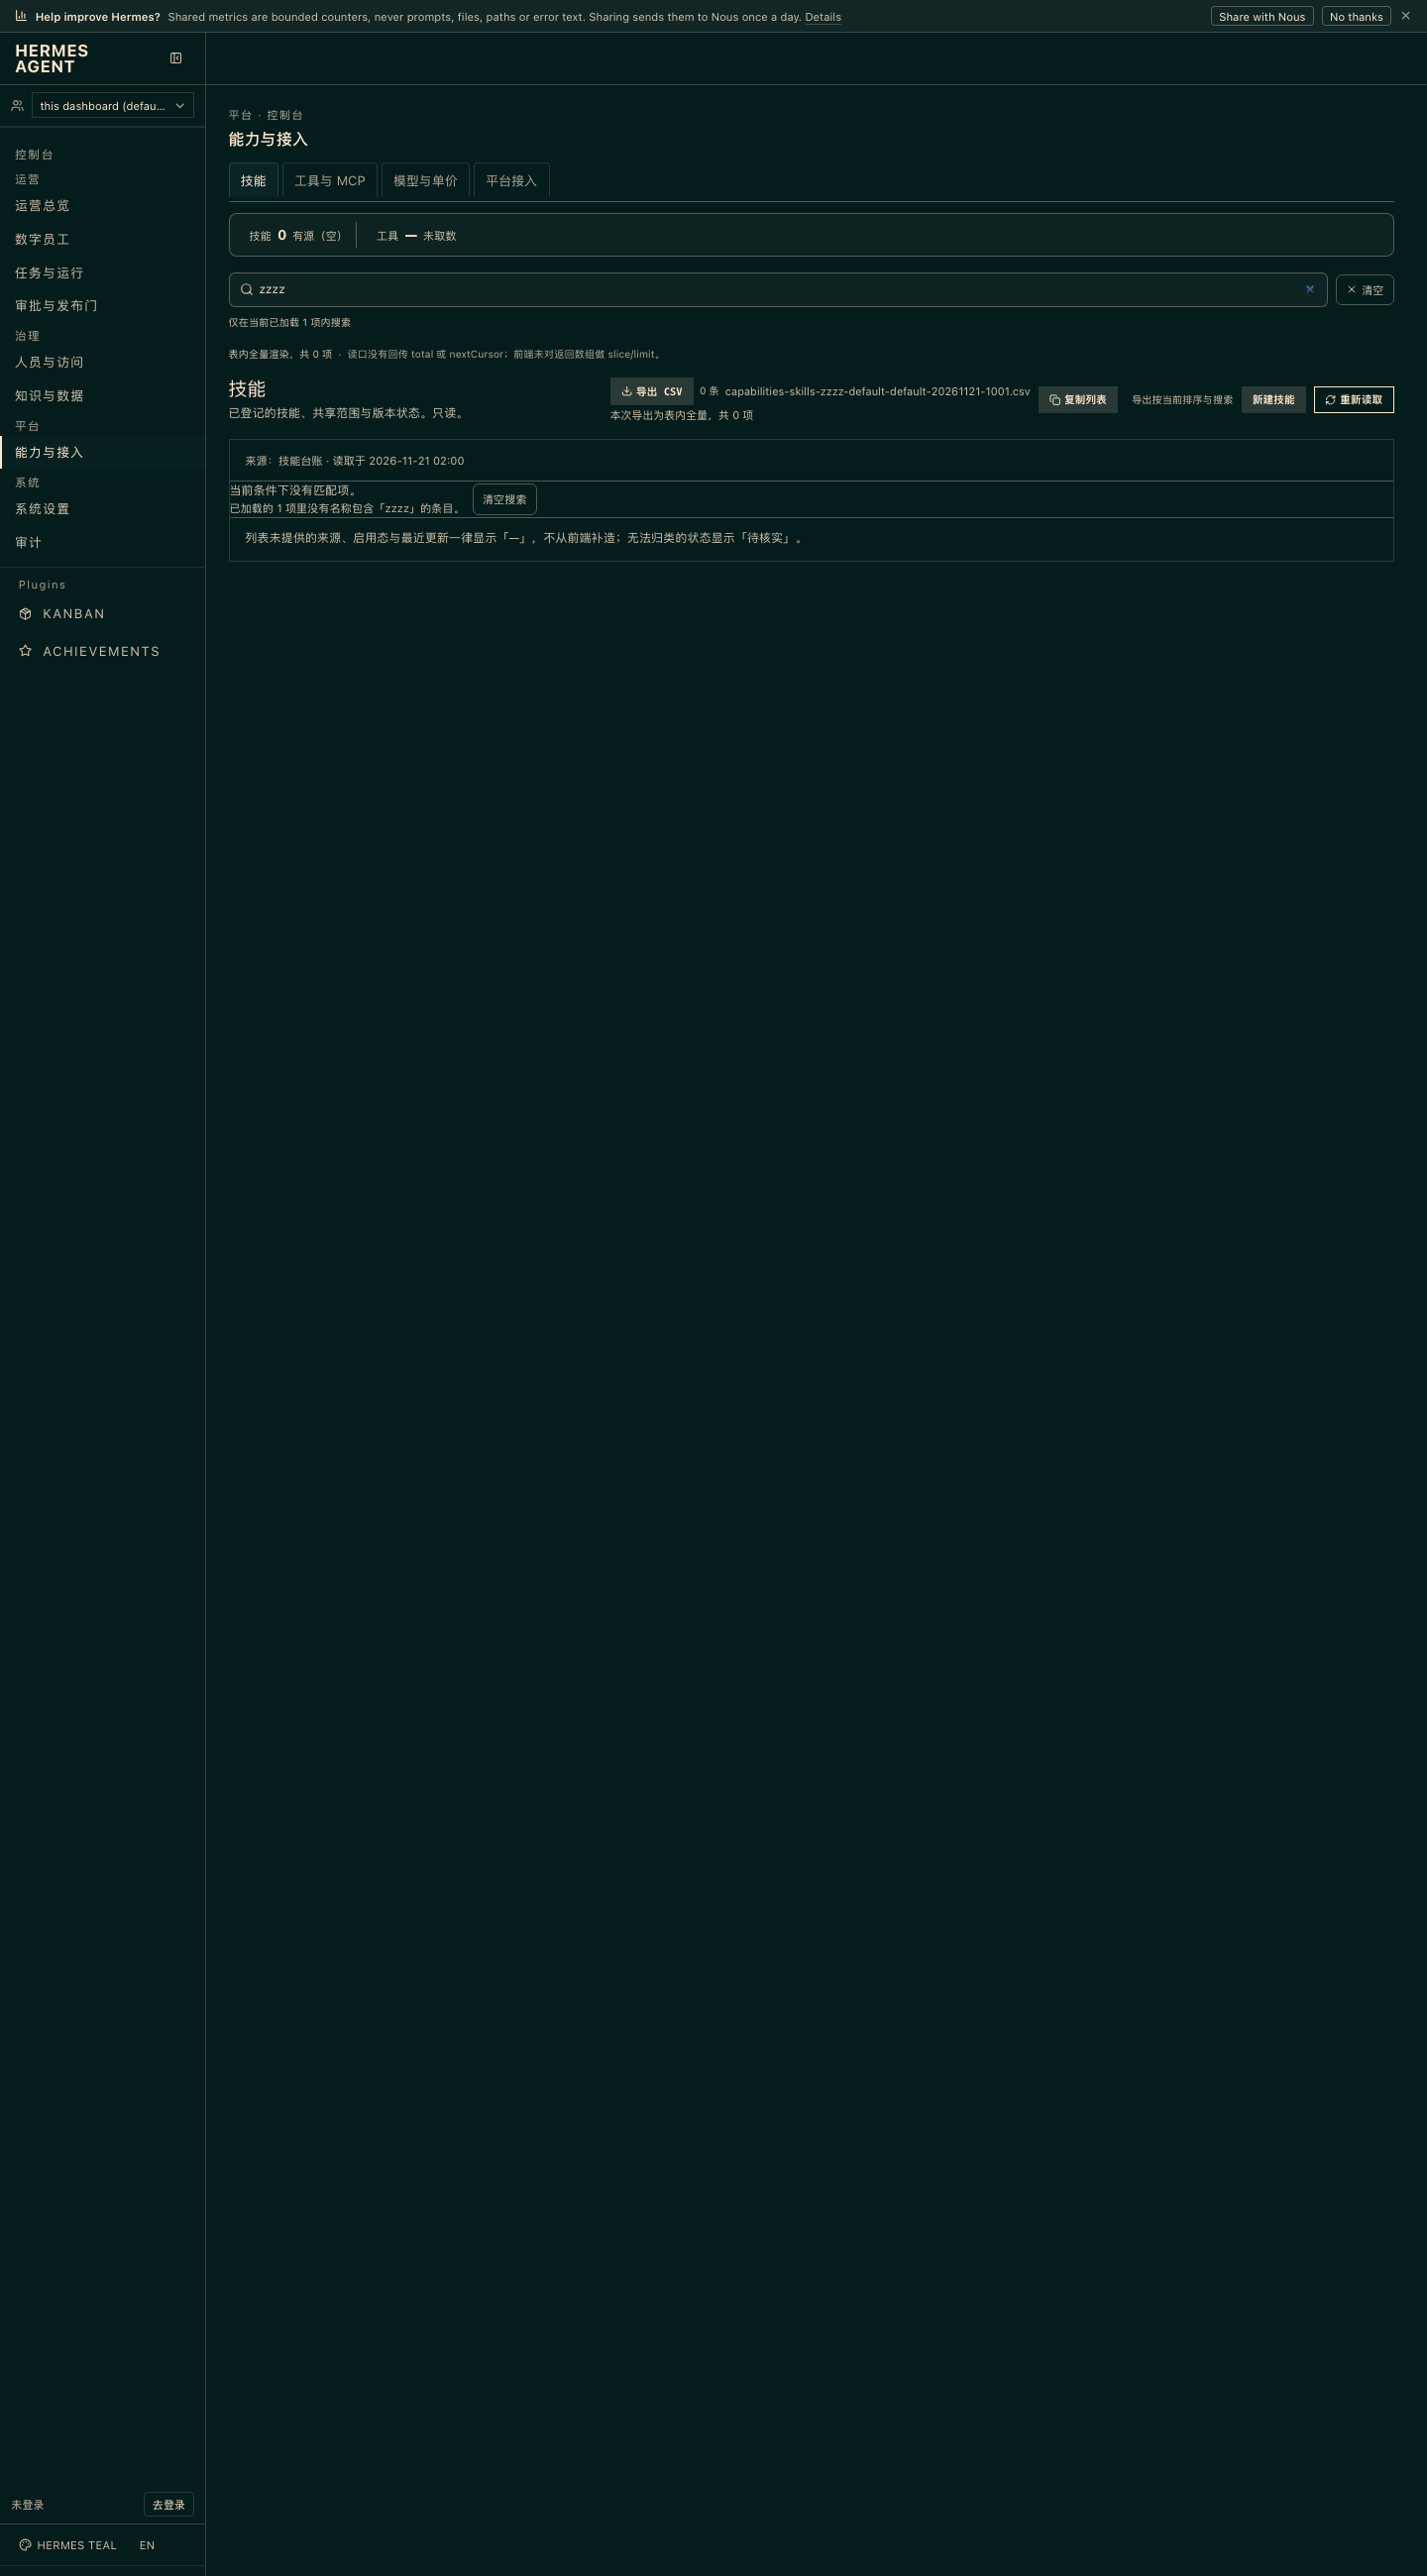 Help improve Hermes? Shared metrics are bounded counters, never prompts, files, paths or error text. Sharing sends them to Nous once a day. Details
Share with Nous
No thanks
HERMES
AGENT
this dashboard (defau...
控制台
运营
运营总览
数字员工
任务与运行
审批与发布门
治理
人员与访问
知识与数据
平台
能力与接入
系统
系统设置
审计
Plugins
KANBAN
ACHIEVEMENTS
未登录
去登录
HERMES TEAL
EN
平台 · 控制台
能力与接入
技能
工具与 MCP
模型与单价
平台接入
技能 0 有源（空）
工具 — 未取数
zzzz
清空
仅在当前已加载 1 项内搜索
表内全量渲染，共 0 项 · 读口没有回传 total 或 nextCursor；前端未对返回数组做 slice/limit。
技能
已登记的技能、共享范围与版本状态。只读。
导出 CSV
0 条 capabilities-skills-zzzz-default-default-20261121-1001.csv
本次导出为表内全量，共 0 项
复制列表
导出按当前排序与搜索
新建技能
重新读取
来源：技能台账 · 读取于 2026-11-21 02:00
当前条件下没有匹配项。
已加载的 1 项里没有名称包含「zzzz」的条目。
清空搜索
列表未提供的来源、启用态与最近更新一律显示「—」，不从前端补造；无法归类的状态显示「待核实」。